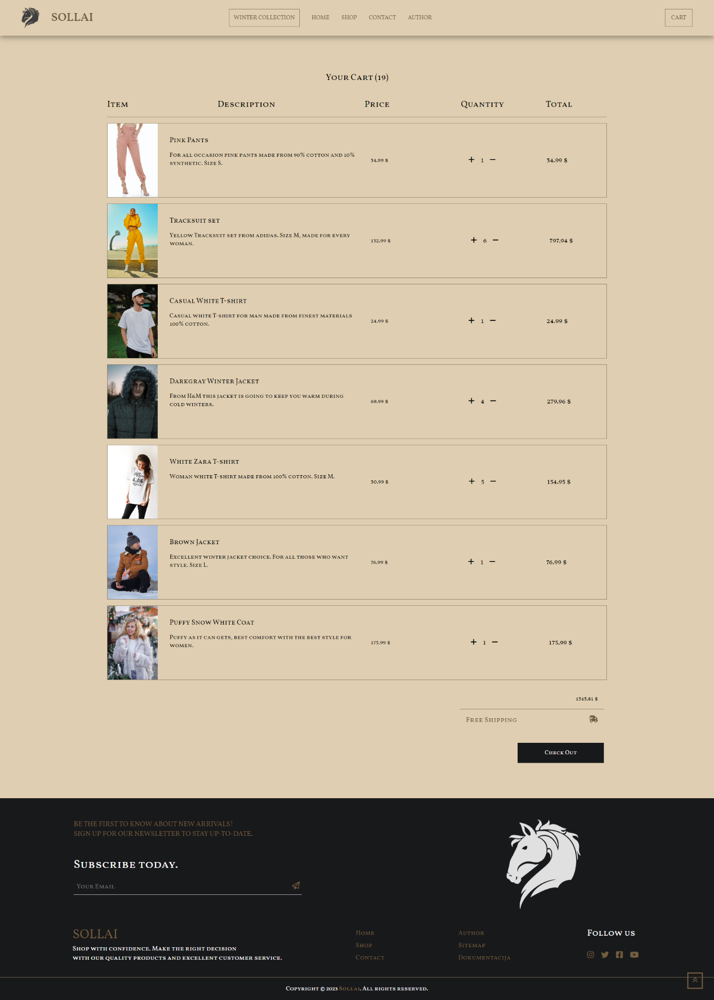 SOLLAI
WINTER COLLECTION HOME SHOP CONTACT AUTHOR
CART
Your Cart (19)
Item Description Price Quantity Total
Pink Pants
For all occasion pink pants made from 90% cotton and 10%
synthetic. Size S.
34.99 $ + 1 − 34.99 $
Tracksuit set
Yellow Tracksuit set from adidas. Size M, made for every
woman.
132.99 $ + 6 − 797.94 $
Casual White T-shirt
Casual white T-shirt for man made from finest materials
100% cotton.
24.99 $ + 1 − 24.99 $
Darkgray Winter Jacket
From H&M this jacket is going to keep you warm during
cold winters.
69.99 $ + 4 − 279.96 $
White Zara T-shirt
Woman white T-shirt made from 100% cotton. Size M.
30.99 $ + 5 − 154.95 $
Brown Jacket
Excellent winter jacket choice. For all those who want
style. Size L.
76.99 $ + 1 − 76.99 $
Puffy Snow White Coat
Puffy as it can gets, best comfort with the best style for
women.
175.99 $ + 1 − 175.99 $
1545.81 $
Free Shipping
Check Out
BE THE FIRST TO KNOW ABOUT NEW ARRIVALS!
SIGN UP FOR OUR NEWSLETTER TO STAY UP-TO-DATE.
Subscribe today.
Your Email
SOLLAI
Shop with confidence. Make the right decision
with our quality products and excellent customer service.
Home
Shop
Contact
Author
Sitemap
Dokumentacija
Follow us
Copyright © 2023 Sollai. All rights reserved.